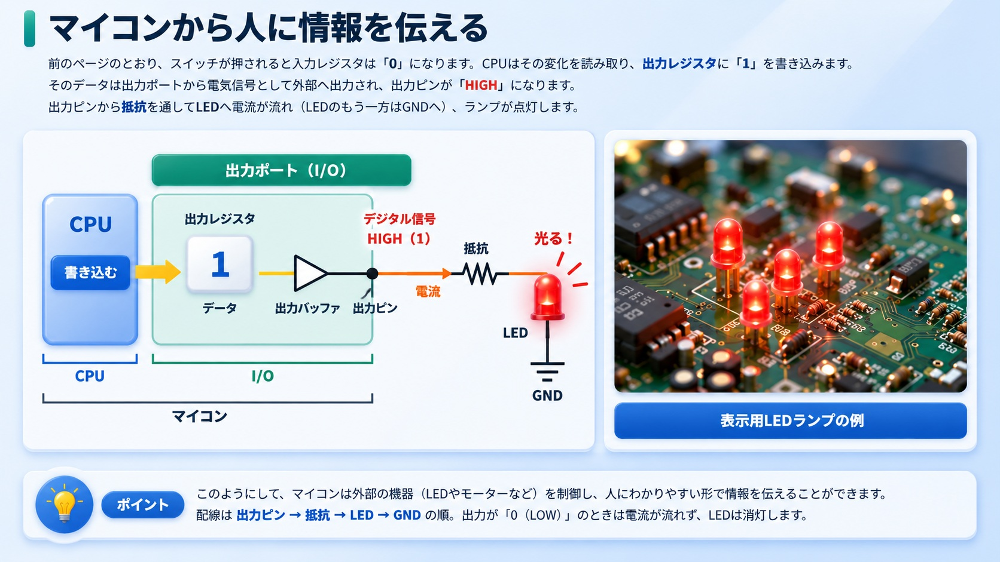 マイコンから人に情報を伝える
前のページのとおり、スイッチが押されると入力レジスタは「0」になります。CPUはその変化を読み取り、出力レジスタに「1」を書き込みます。
そのデータは出力ポートから電気信号として外部へ出力され、出力ピンが「HIGH」になります。
出力ピンから抵抗を通してLEDへ電流が流れ（LEDのもう一方はGNDへ）、ランプが点灯します。
出力ポート（I/O）
CPU
書き込む
出力レジスタ
1
データ
出力バッファ
出力ピン
デジタル信号
HIGH（1）
電流
抵抗
光る！
LED
GND
CPU
I/O
マイコン
表示用LEDランプの例
ポイント
このようにして、マイコンは外部の機器（LEDやモーターなど）を制御し、人にわかりやすい形で情報を伝えることができます。
配線は 出力ピン → 抵抗 → LED → GND の順。出力が「0（LOW）」のときは電流が流れず、LEDは消灯します。